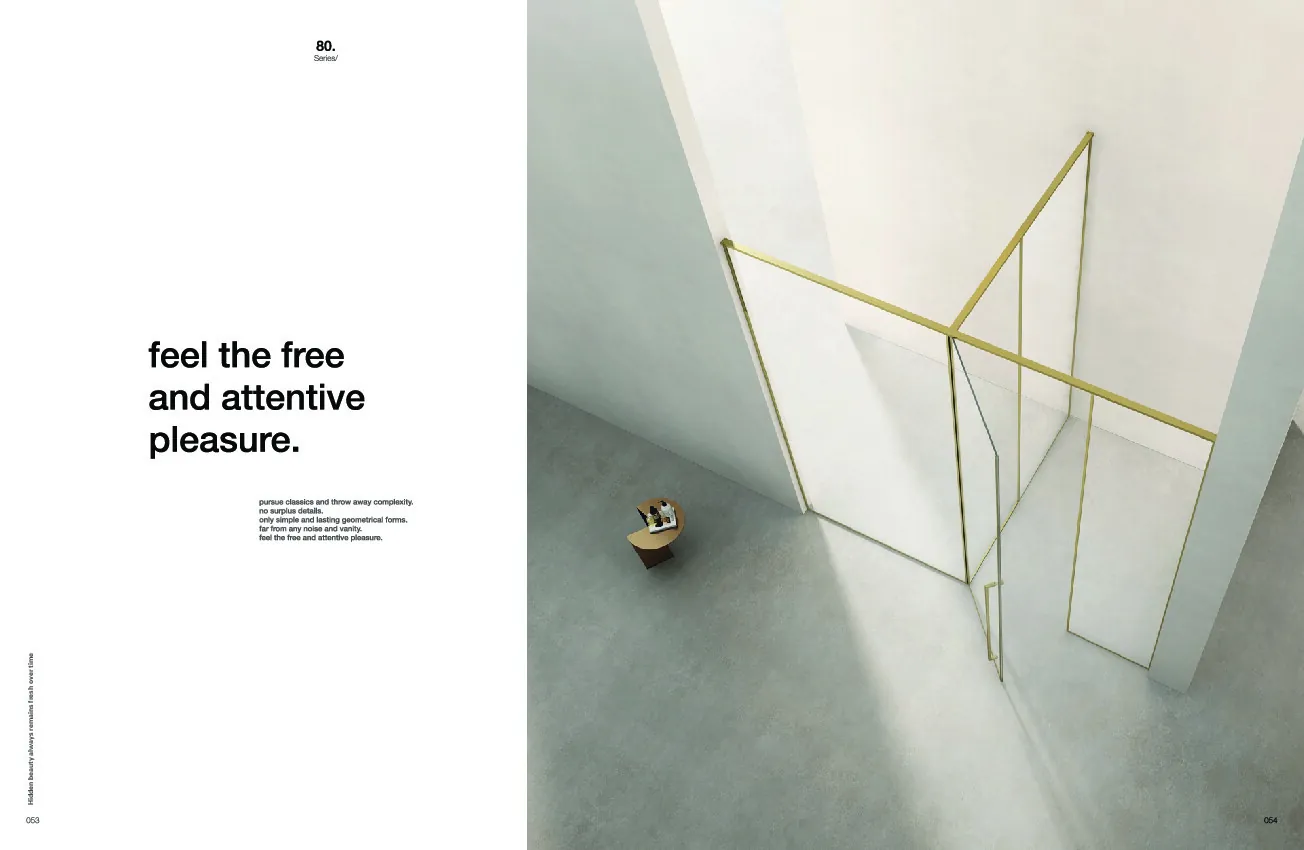 80.
Series/
feel the free
and attentive
pleasure.
pursue classics and throw away complexity.
no surplus details.
only simple and lasting geometrical forms.
far from any noise and vanity.
feel the free and attentive pleasure.
Hidden beauty always remains fresh over time
053
054